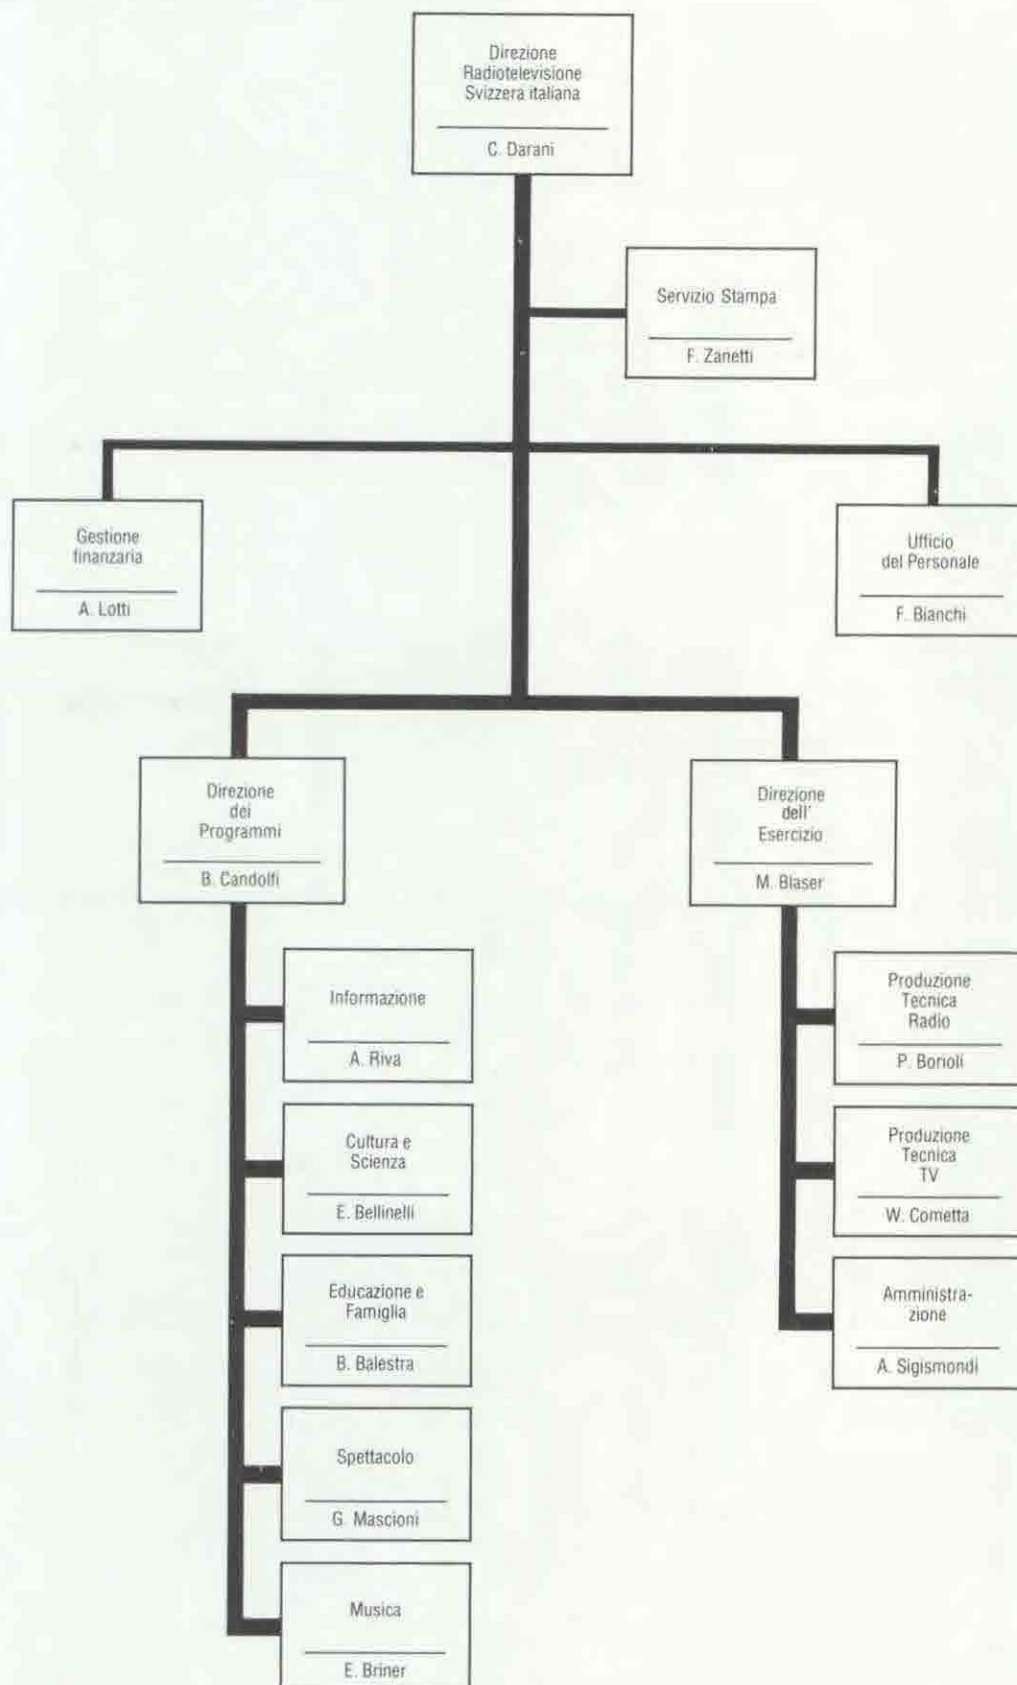 Direzione
Radiotelevisione
Svizzera italiana
C. Darani
Servizio Stampa
F. Zanetti
Gestione
finanzaria
A. Lotti
Ufficio
del Personale
F. Bianchi
Direzione
dei
Programmi
B. Candolfi
Direzione
dell'
Esercizio
M. Blaser
Informazione
A. Riva
Cultura e
Scienza
E. Bellinelli
Educazione e
Famiglia
B. Balestra
Spettacolo
G. Mascioni
Musica
E. Briner
Produzione
Tecnica
Radio
P. Borioli
Produzione
Tecnica
TV
W. Cometta
Amministra-
zione
A. Sigismondi